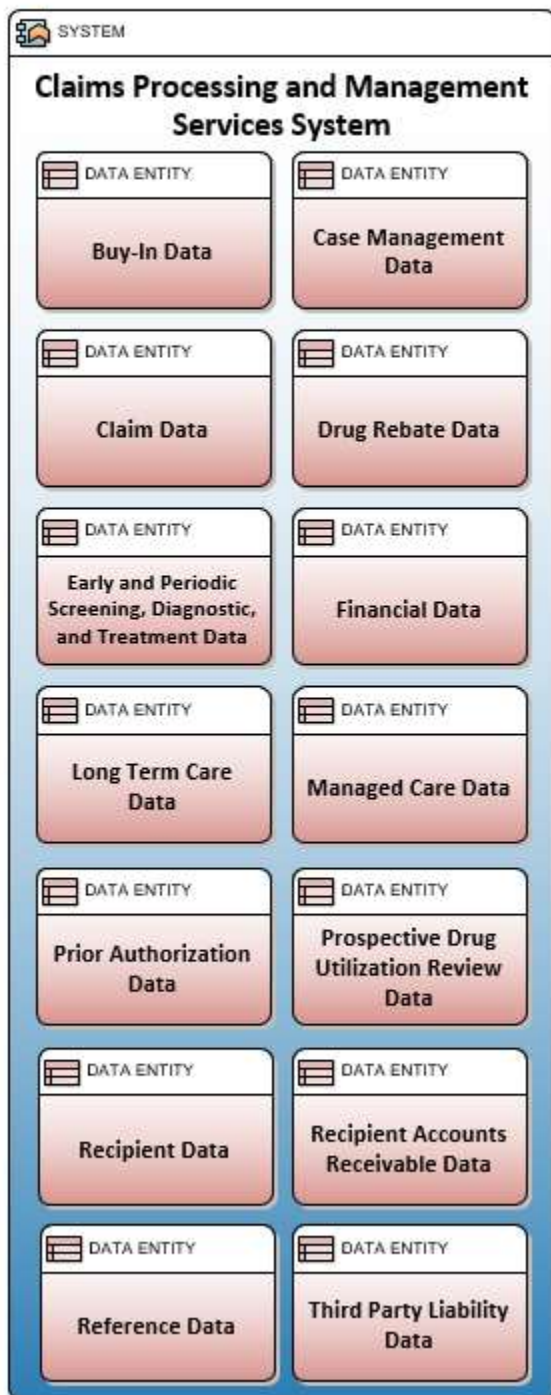 SYSTEM
Claims Processing and Management
Services System
DATA ENTITY
Buy-In Data
DATA ENTITY
Case Management
Data
DATA ENTITY
Claim Data
DATA ENTITY
Drug Rebate Data
DATA ENTITY
Early and Periodic
Screening, Diagnostic,
and Treatment Data
DATA ENTITY
Financial Data
DATA ENTITY
Long Term Care
Data
DATA ENTITY
Managed Care Data
DATA ENTITY
Prior Authorization
Data
DATA ENTITY
Prospective Drug
Utilization Review
Data
DATA ENTITY
Recipient Data
DATA ENTITY
Recipient Accounts
Receivable Data
DATA ENTITY
Reference Data
DATA ENTITY
Third Party Liability
Data